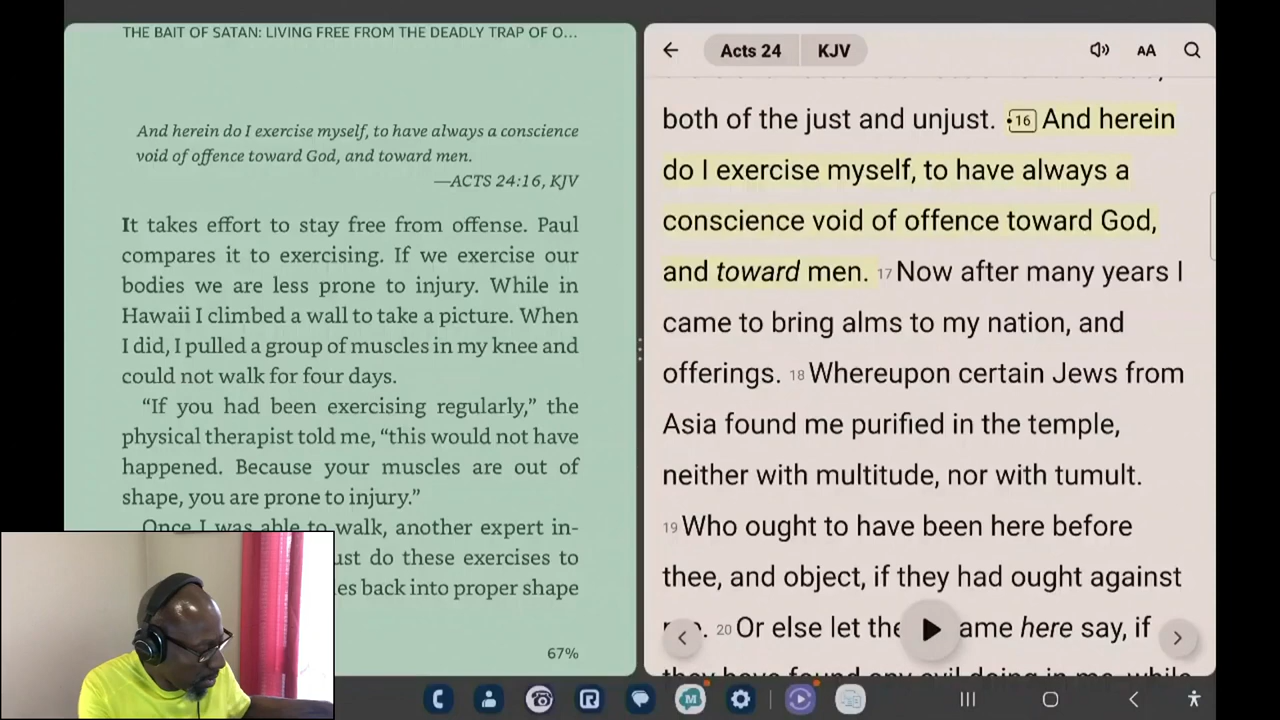 THE BAIT OF SATAN: LIVING FREE FROM THE DEADLY TRAP OF O...
And herein do I exercise myself, to have always a conscience
void of offence toward God, and toward men.
—ACTS 24:16, KJV
It takes effort to stay free from offense. Paul
compares it to exercising. If we exercise our
bodies we are less prone to injury. While in
Hawaii I climbed a wall to take a picture. When
I did, I pulled a group of muscles in my knee and
could not walk for four days.
“If you had been exercising regularly,” the
physical therapist told me, “this would not have
happened. Because your muscles are out of
shape, you are prone to injury.”
Once I was able to walk, another expert in-
do these exercises to
back into proper shape
67%
Acts 24 KJV
AA
both of the just and unjust. 16 And herein
do I exercise myself, to have always a
conscience void of offence toward God,
and toward men. 17 Now after many years I
came to bring alms to my nation, and
offerings. 18 Whereupon certain Jews from
Asia found me purified in the temple,
neither with multitude, nor with tumult.
19 Who ought to have been here before
thee, and object, if they had ought against
20 Or else let here say, if
they have found any evil doing in me, while